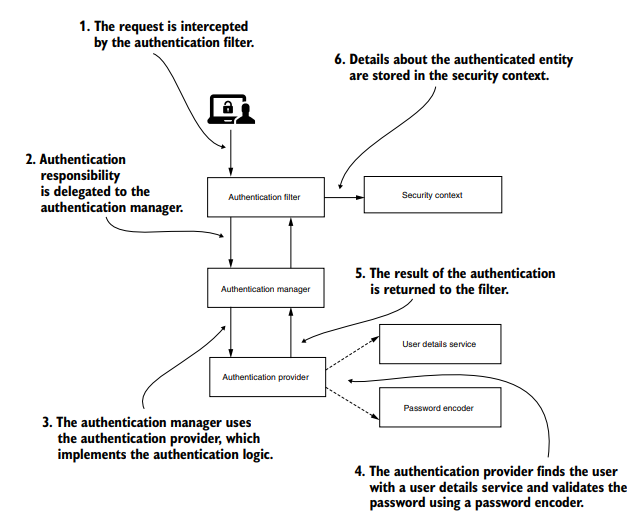 1. The request is intercepted
by the authentication filter.
6. Details about the authenticated entity
are stored in the security context.
2. Authentication
responsibility
is delegated to the
authentication manager.
Authentication filter
Security context
5. The result of the authentication
is returned to the filter.
Authentication manager
User details service
Authentication provider
Password encoder
3. The authentication manager uses
the authentication provider, which
implements the authentication logic.
4. The authentication provider finds the user
with a user details service and validates the
password using a password encoder.